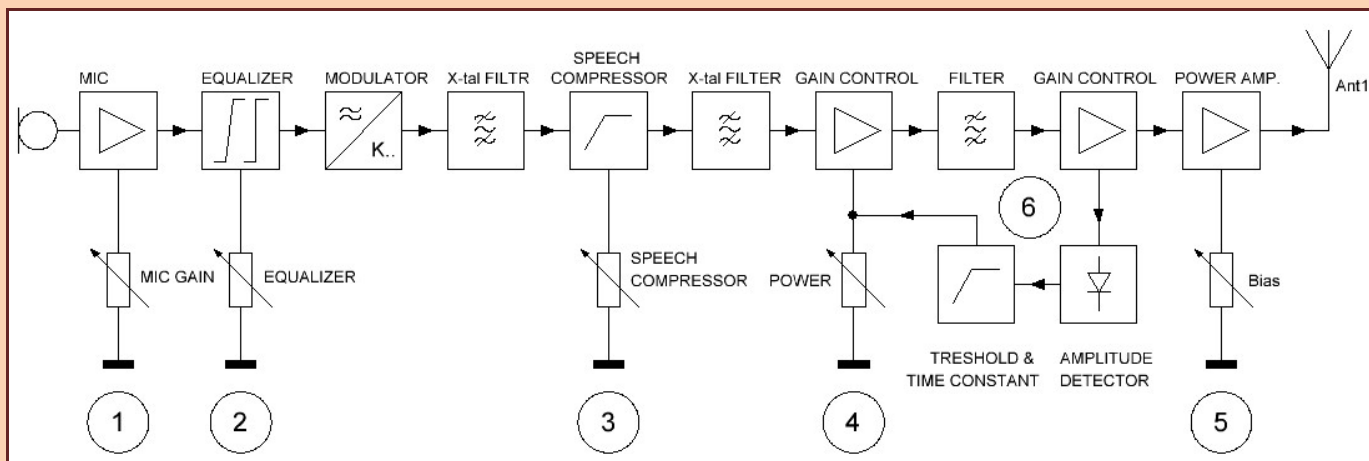 SPEECH
MIC EQUALIZER MODULATOR X-tal FILTR COMPRESSOR X-tal FILTER GAIN CONTROL FILTER GAIN CONTROL POWER AMP.
Ant1
K..
6
MIC GAIN EQUALIZER SPEECH
COMPRESSOR POWER Bias
TRESHOLD & AMPLITUDE
TIME CONSTANT DETECTOR
1 2 3 4 5